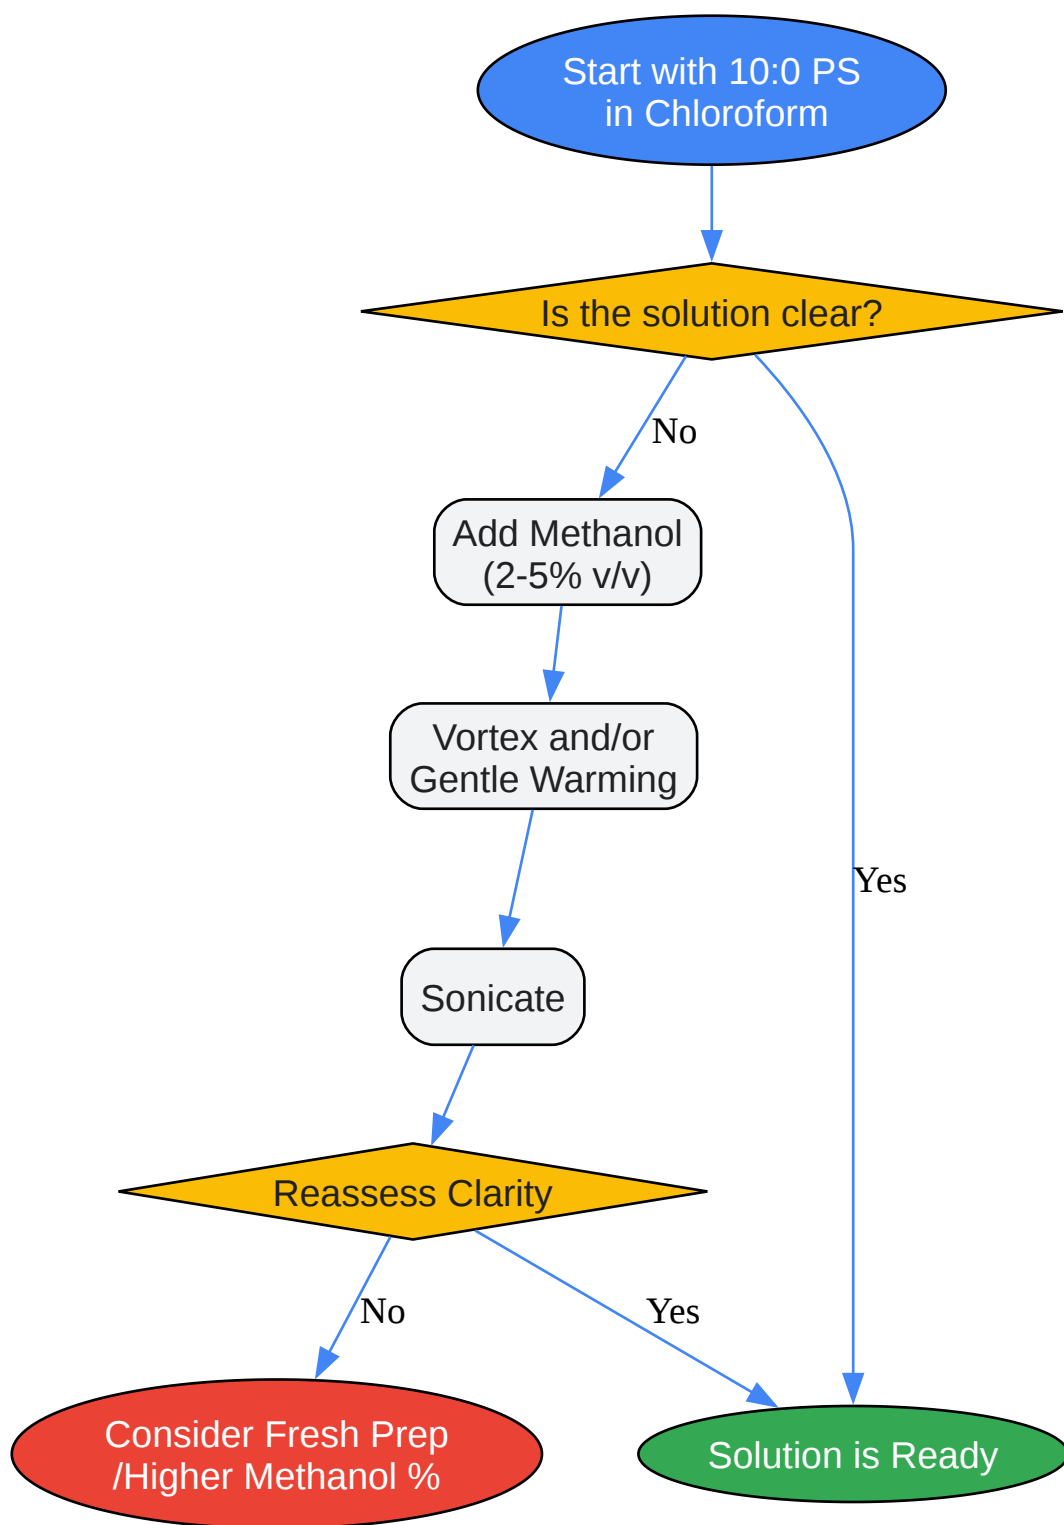 Start with 10:0 PS
in Chloroform
Is the solution clear?
No
Add Methanol
(2-5% v/v)
Vortex and/or
Gentle Warming
Yes
Sonicate
Reassess Clarity
No
Yes
Consider Fresh Prep
/Higher Methanol %
Solution is Ready